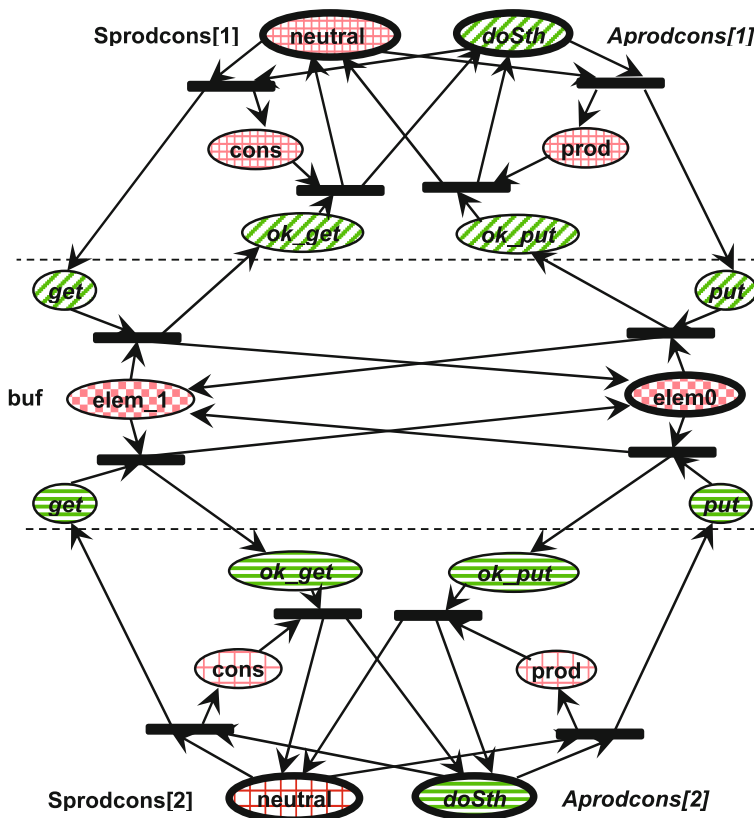 Sprodcons[1] neutral doSth Aprodcons[1]
cons prod
ok_get ok_put
get put
buf elem_1 elem0
get put
ok_get ok_put
cons prod
Sprodcons[2] neutral doSth Aprodcons[2]